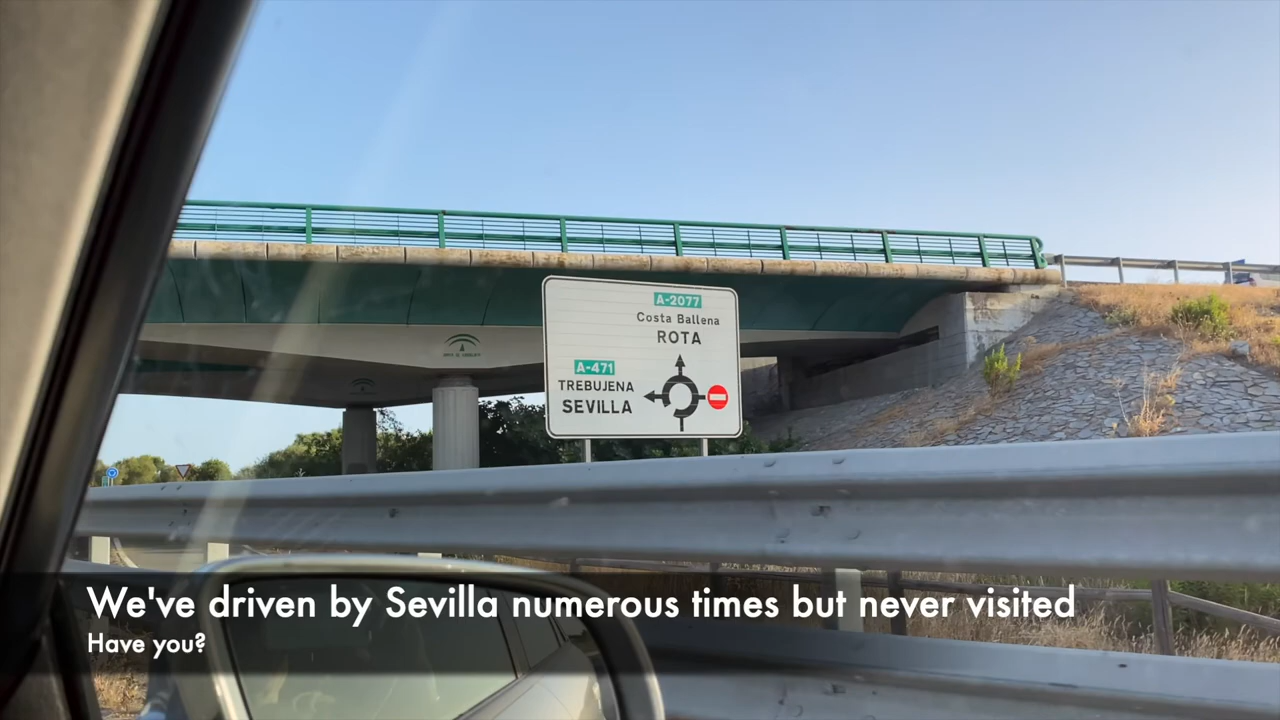 A-2077
Costa Ballena
ROTA
A-471
TREBUJENA
SEVILLA
We've driven by Sevilla numerous times but never visited
Have you?